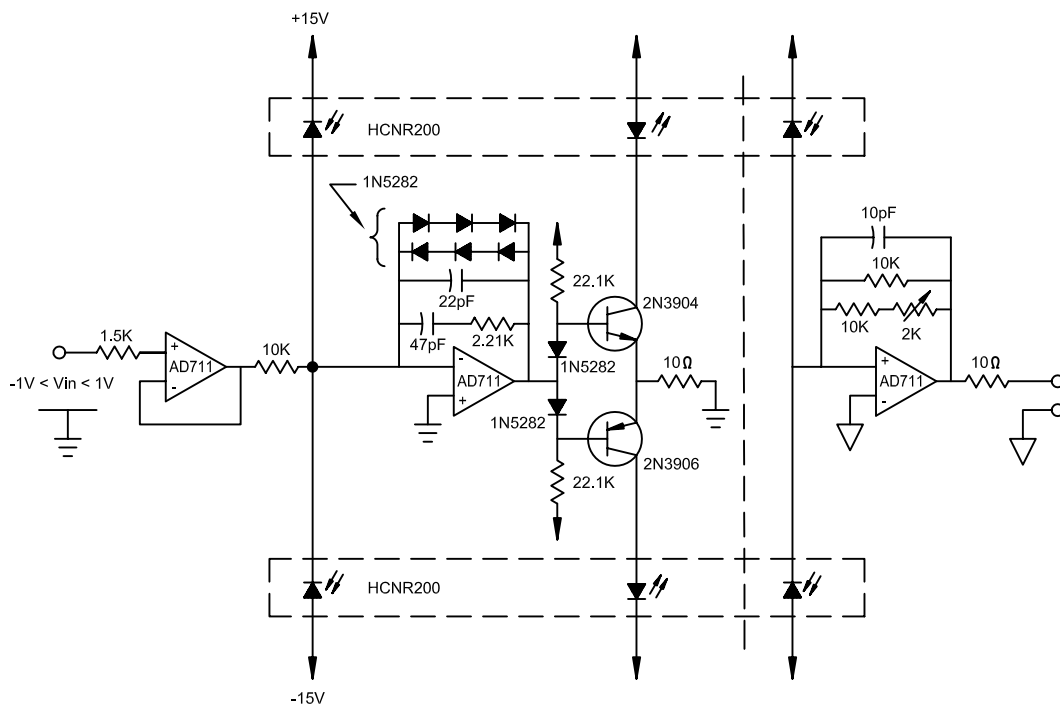 +15V
HCNR200
1N5282
10pF
22.1K
10K
22pF
2N3904
47pF
2.21K
10K
2K
1.5K
10K
+
AD711
-
-
AD711
+
1N5282
10Ω
+
AD711
-
10Ω
-1V < Vin < 1V
1N5282
2N3906
22.1K
HCNR200
-15V